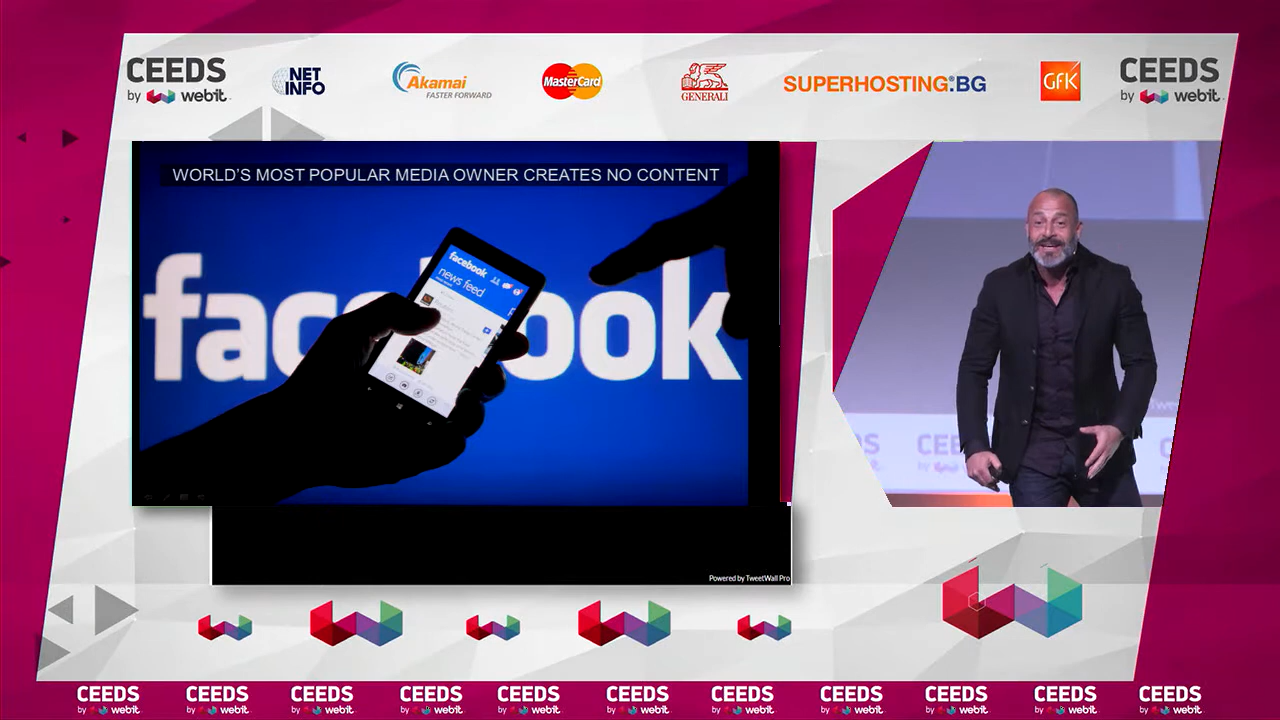 CEEDS
by webit
NET
INFO
Akamai
FASTER FORWARD
MasterCard
GENERALI
SUPERHOSTING.BG
GfK
CEEDS
by webit
WORLD'S MOST POPULAR MEDIA OWNER CREATES NO CONTENT
facebook
facebook
news feed
CEE
Powered by TweetWall Pro
CEEDS
by webit
CEEDS
by webit
CEEDS
by webit
CEEDS
by webit
CEEDS
by webit
CEEDS
by webit
CEEDS
by webit
CEEDS
by webit
CEEDS
by webit
CEEDS
by webit
CEEDS
by webit